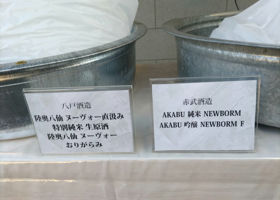 八戸酒造
陸奥八仙 ヌーヴォー直汲み
特別純米 生原酒
陸奥八仙 ヌーヴォー
おりがらみ
赤武酒造
AKABU 純米 NEWBORM
AKABU 吟醸 NEWBORM F